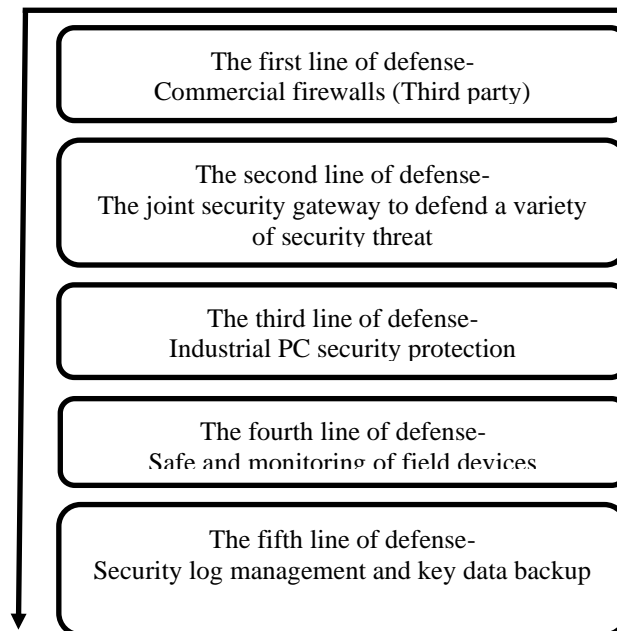 The first line of defense-
Commercial firewalls (Third party)
The second line of defense-
The joint security gateway to defend a variety
of security threat
The third line of defense-
Industrial PC security protection
The fourth line of defense-
Safe and monitoring of field devices
The fifth line of defense-
Security log management and key data backup